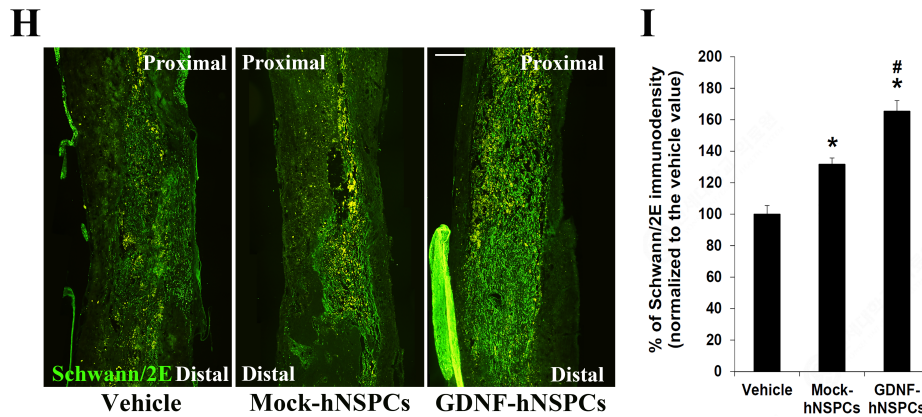 H
Proximal
Proximal
Proximal
Schwann/2E
Distal
Distal
Distal
Vehicle
Mock-hNSPCs
GDNF-hNSPCs
I
% of Schwann/2E immunodensity
(normalized to the vehicle value)
200
180
160
140
120
100
80
60
40
20
0
*
#
*
Vehicle
Mock-
hNSPCs
GDNF-
hNSPCs